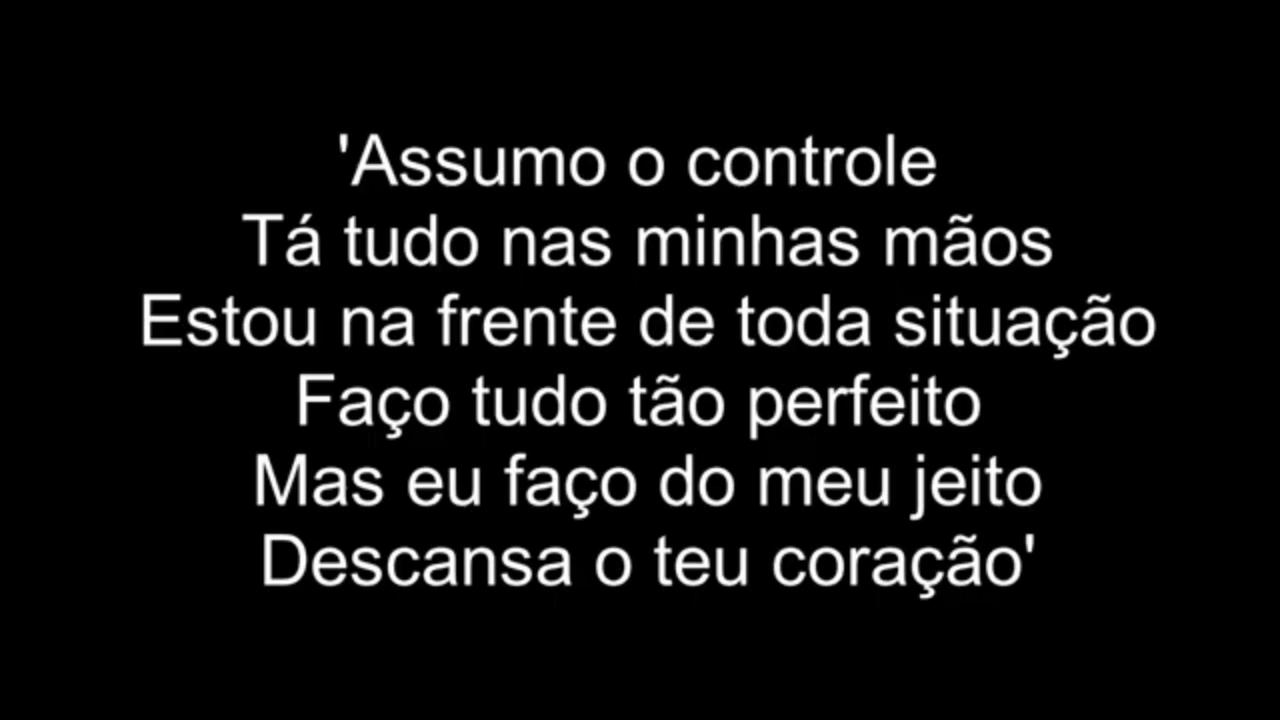 'Assumo o controle
Tá tudo nas minhas mãos
Estou na frente de toda situação
Faço tudo tão perfeito
Mas eu faço do meu jeito
Descansa o teu coração'